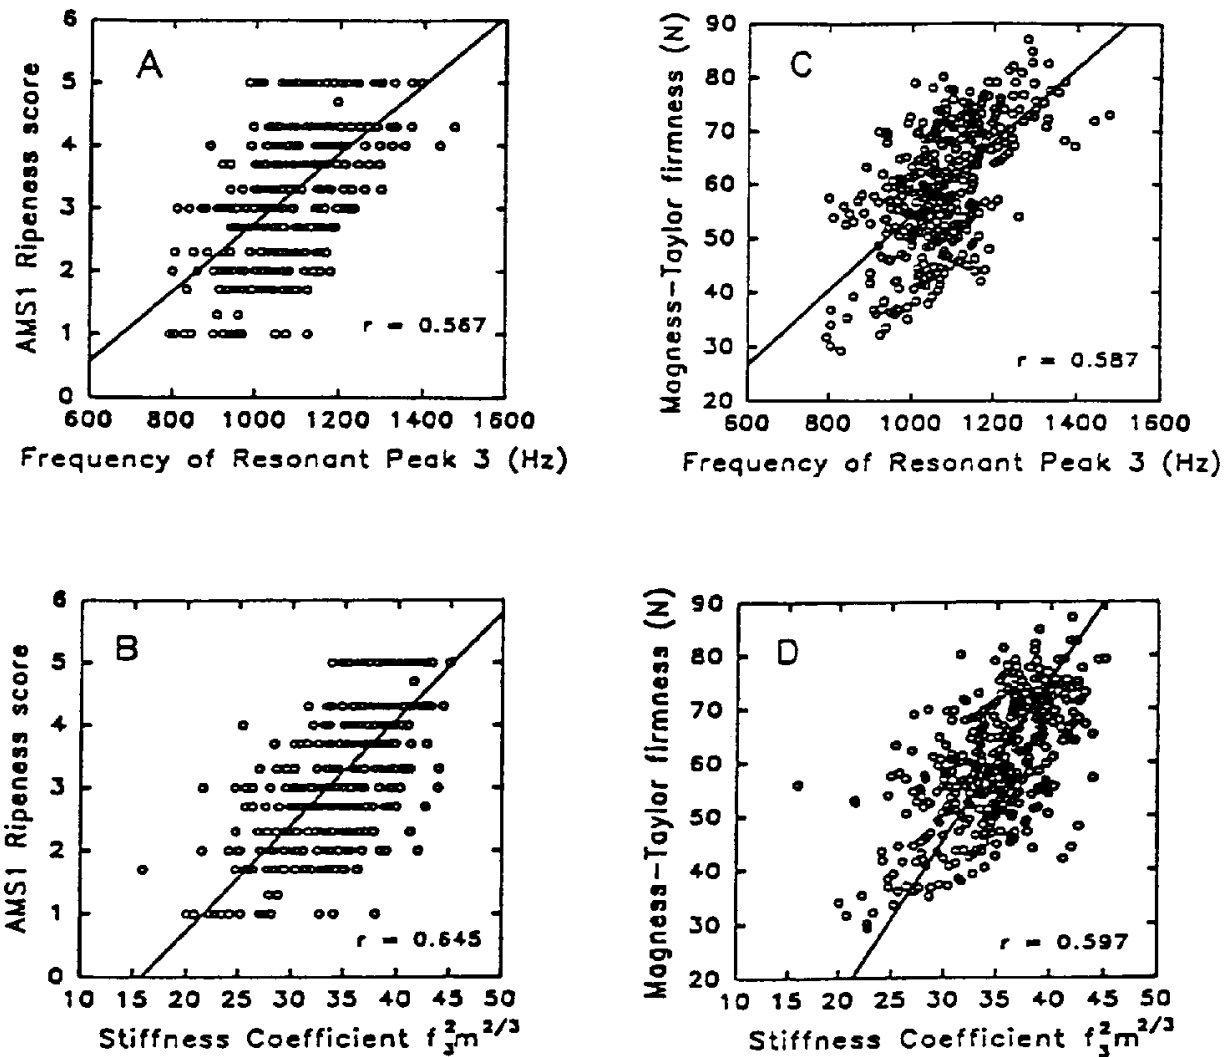 A
AMS1 Ripeness score
6
5
4
3
2
1
0
r = 0.567
600 800 1000 1200 1400 1600
Frequency of Resonant Peak 3 (Hz)
C
Magness-Taylor firmness (N)
90
80
70
60
50
40
30
20
r = 0.587
600 800 1000 1200 1400 1600
Frequency of Resonant Peak 3 (Hz)
B
AMS1 Ripeness score
6
5
4
3
2
1
0
r = 0.645
10 15 20 25 30 35 40 45 50
Stiffness Coefficient f₃²m²/³
D
Magness-Taylor firmness (N)
90
80
70
60
50
40
30
20
r = 0.597
10 15 20 25 30 35 40 45 50
Stiffness Coefficient f₃²m²/³